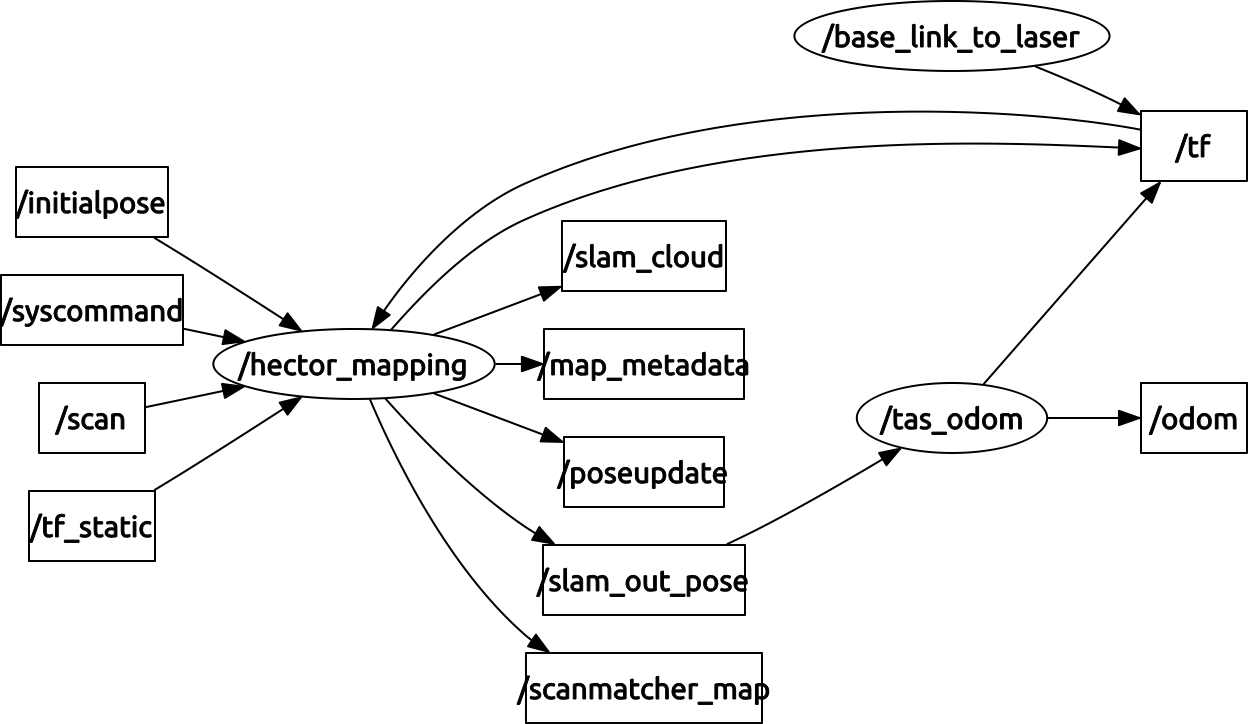 /base_link_to_laser
/tf
/initialpose
/slam_cloud
/syscommand
/hector_mapping
/map_metadata
/scan
/tas_odom
/odom
/poseupdate
/tf_static
/slam_out_pose
/scanmatcher_map